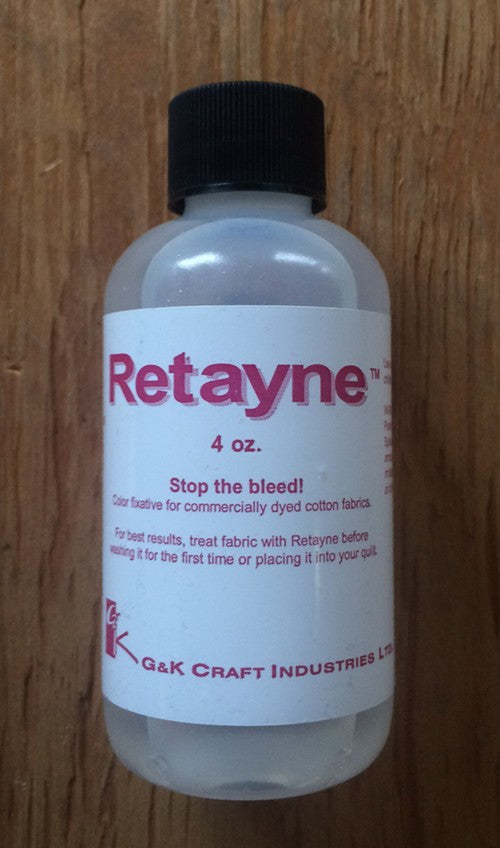 Retayne™
4 oz.
Stop the bleed!
Color fixative for commercially dyed cotton fabrics.
For best results, treat fabric with Retayne before
washing it for the first time or placing it into your quilt.
G&K CRAFT INDUSTRIES LTD.